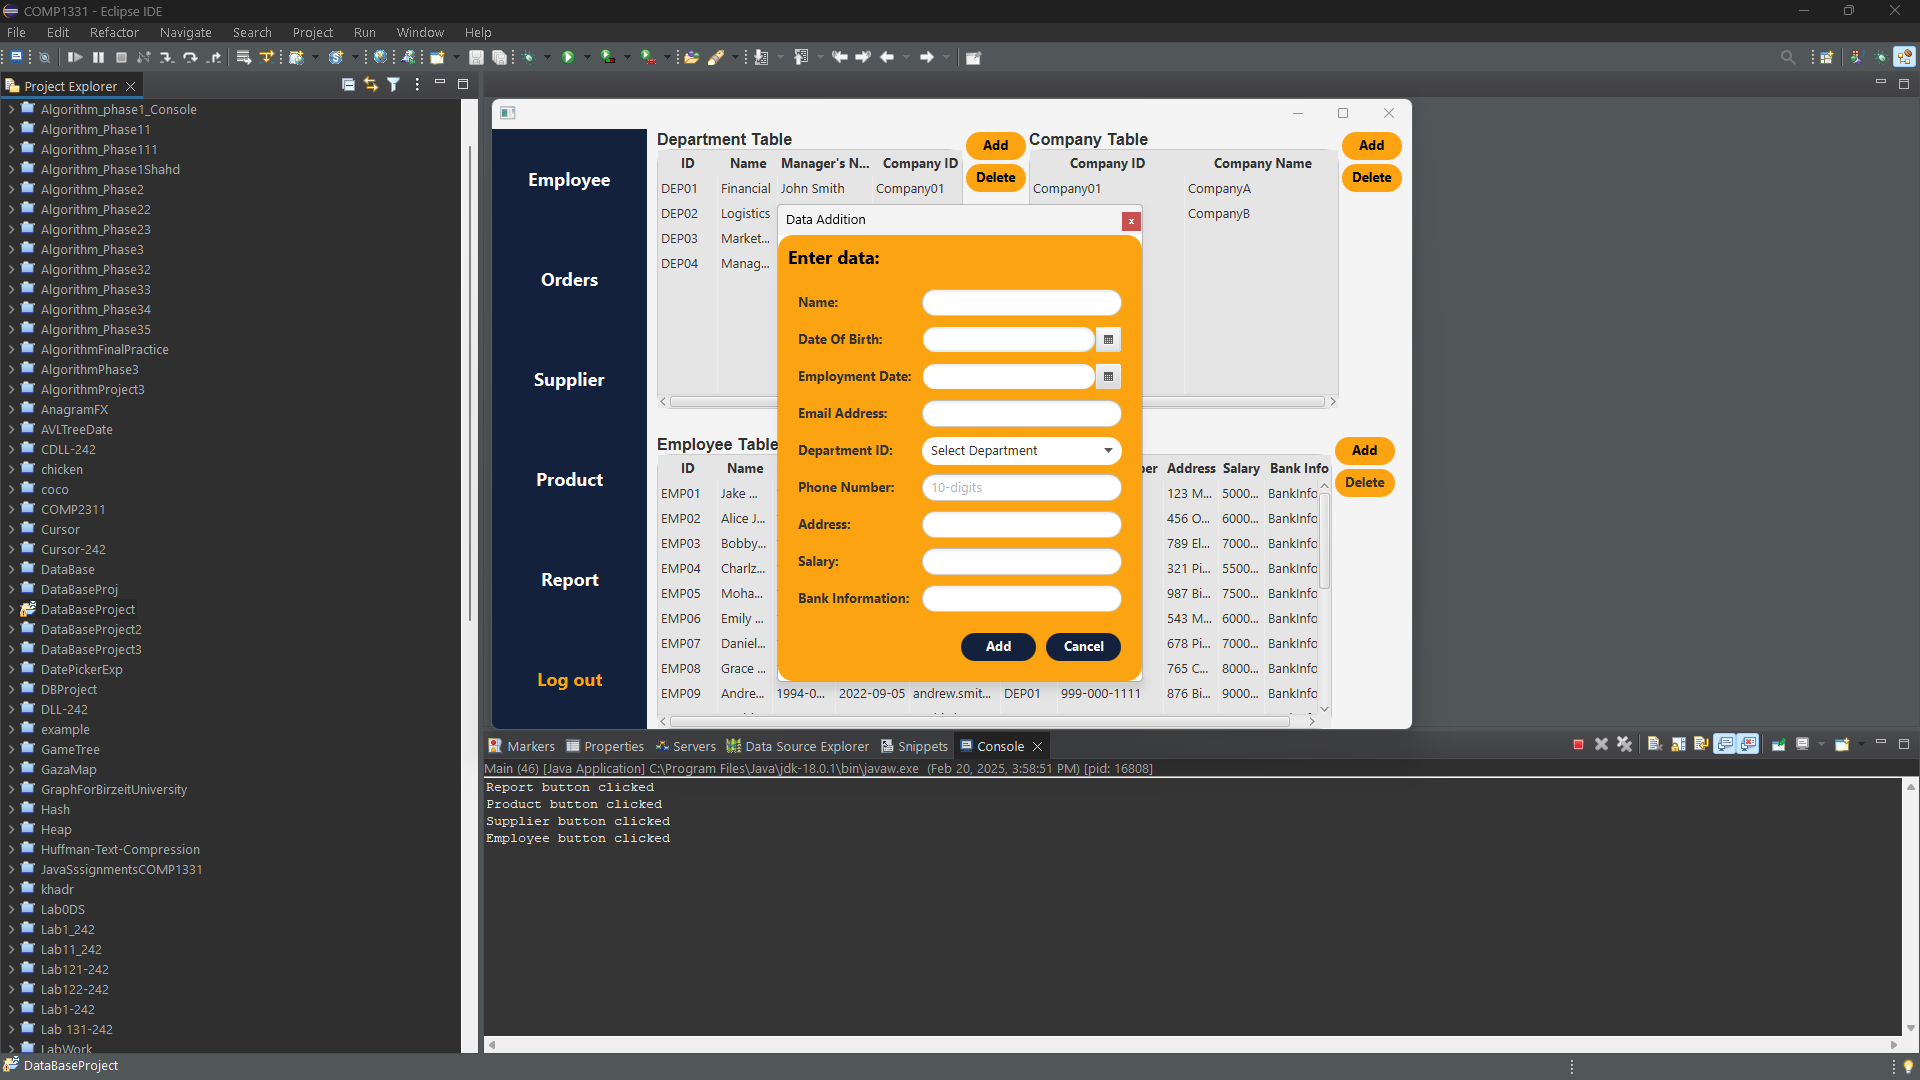 COMP1331 - Eclipse IDE
File Edit Refactor Navigate Search Project Run Window Help
Project Explorer
Algorithm_phase1_Console
Algorithm_Phase11
Algorithm_Phase111
Algorithm_Phase1Shahd
Algorithm_Phase2
Algorithm_Phase22
Algorithm_Phase23
Algorithm_Phase3
Algorithm_Phase32
Algorithm_Phase33
Algorithm_Phase34
Algorithm_Phase35
AlgorithmFinalPractice
AlgorithmPhase3
AlgorithmProject3
AnagramFX
AVLTreeDate
CDLL-242
chicken
coco
COMP2311
Cursor
Cursor-242
DataBase
DataBaseProj
DataBaseProject
DataBaseProject2
DataBaseProject3
DatePickerExp
DBProject
DLL-242
example
GameTree
GazaMap
GraphForBirzeitUniversity
Hash
Heap
Huffman-Text-Compression
JavaSssignmentsCOMP1331
khadr
Lab0DS
Lab1_242
Lab11_242
Lab121-242
Lab122-242
Lab1-242
Lab 131-242
LabWork
DataBaseProject
Employee
Orders
Supplier
Product
Report
Log out
Department Table
Add
Delete
ID Name Manager's N... Company ID
DEP01 Financial John Smith Company01
DEP02 Logistics
DEP03 Market...
DEP04 Manag...
Company Table
Add
Delete
Company ID Company Name
Company01 CompanyA
CompanyB
Data Addition
x
Enter data:
Name:
Date Of Birth:
Employment Date:
Email Address:
Department ID: Select Department
Phone Number: 10-digits
Address:
Salary:
Bank Information:
Add Cancel
Employee Table
Add
Delete
ID Name Address Salary Bank Info
EMP01 Jake ... 123 M... 5000... BankInfo
EMP02 Alice J... 456 O... 6000... BankInfo
EMP03 Bobby... 789 El... 7000... BankInfo
EMP04 Charlz... 321 Pi... 5500... BankInfo
EMP05 Moha... 987 Bi... 7500... BankInfo
EMP06 Emily ... 543 M... 6000... BankInfo
EMP07 Daniel... 678 Pi... 7000... BankInfo
EMP08 Grace ... 765 C... 8000... BankInfo
EMP09 Andre... 1994-0... 2022-09-05 andrew.smit... DEP01 999-000-1111 876 Bi... 9000... BankInfo
Markers Properties Servers Data Source Explorer Snippets Console
Main (46) [Java Application] C:\Program Files\Java\jdk-18.0.1\bin\javaw.exe (Feb 20, 2025, 3:58:51 PM) [pid: 16808]
Report button clicked
Product button clicked
Supplier button clicked
Employee button clicked